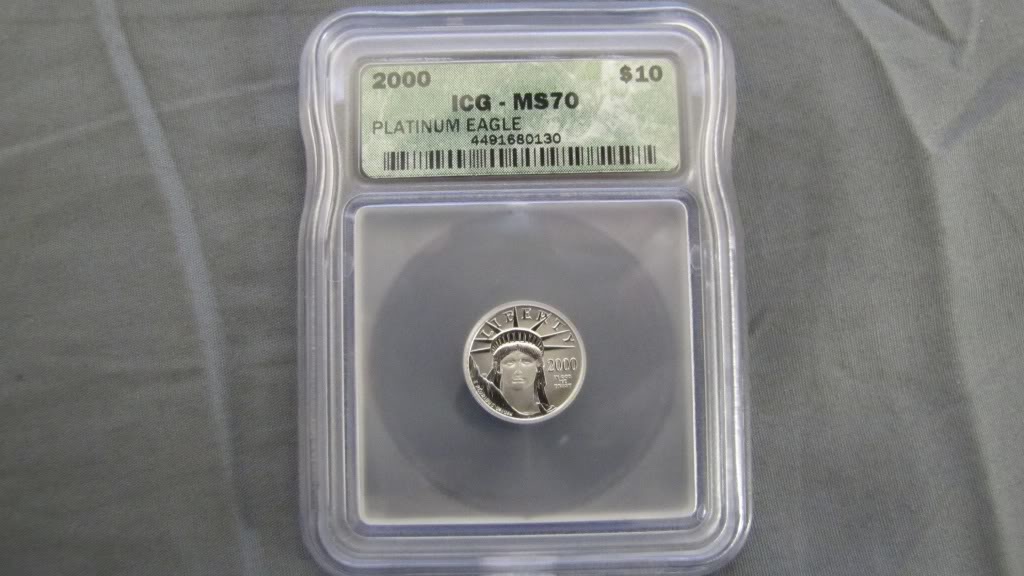 2000 $10
ICG - MS70
PLATINUM EAGLE
4491680130
LIBERTY
2000